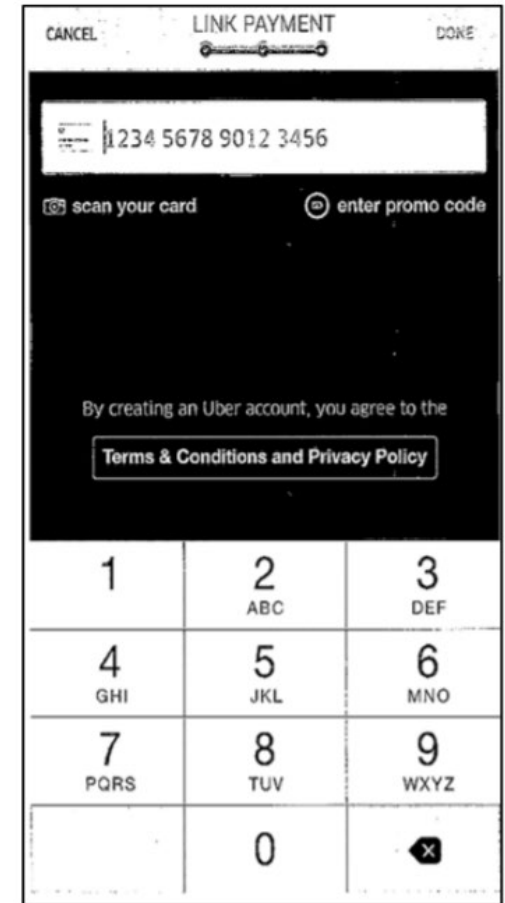 CANCEL LINK PAYMENT DONE
1234 5678 9012 3456
scan your card enter promo code
By creating an Uber account, you agree to the
Terms & Conditions and Privacy Policy
1 2 3
ABC DEF
4 5 6
GHI JKL MNO
7 8 9
PQRS TUV WXYZ
0